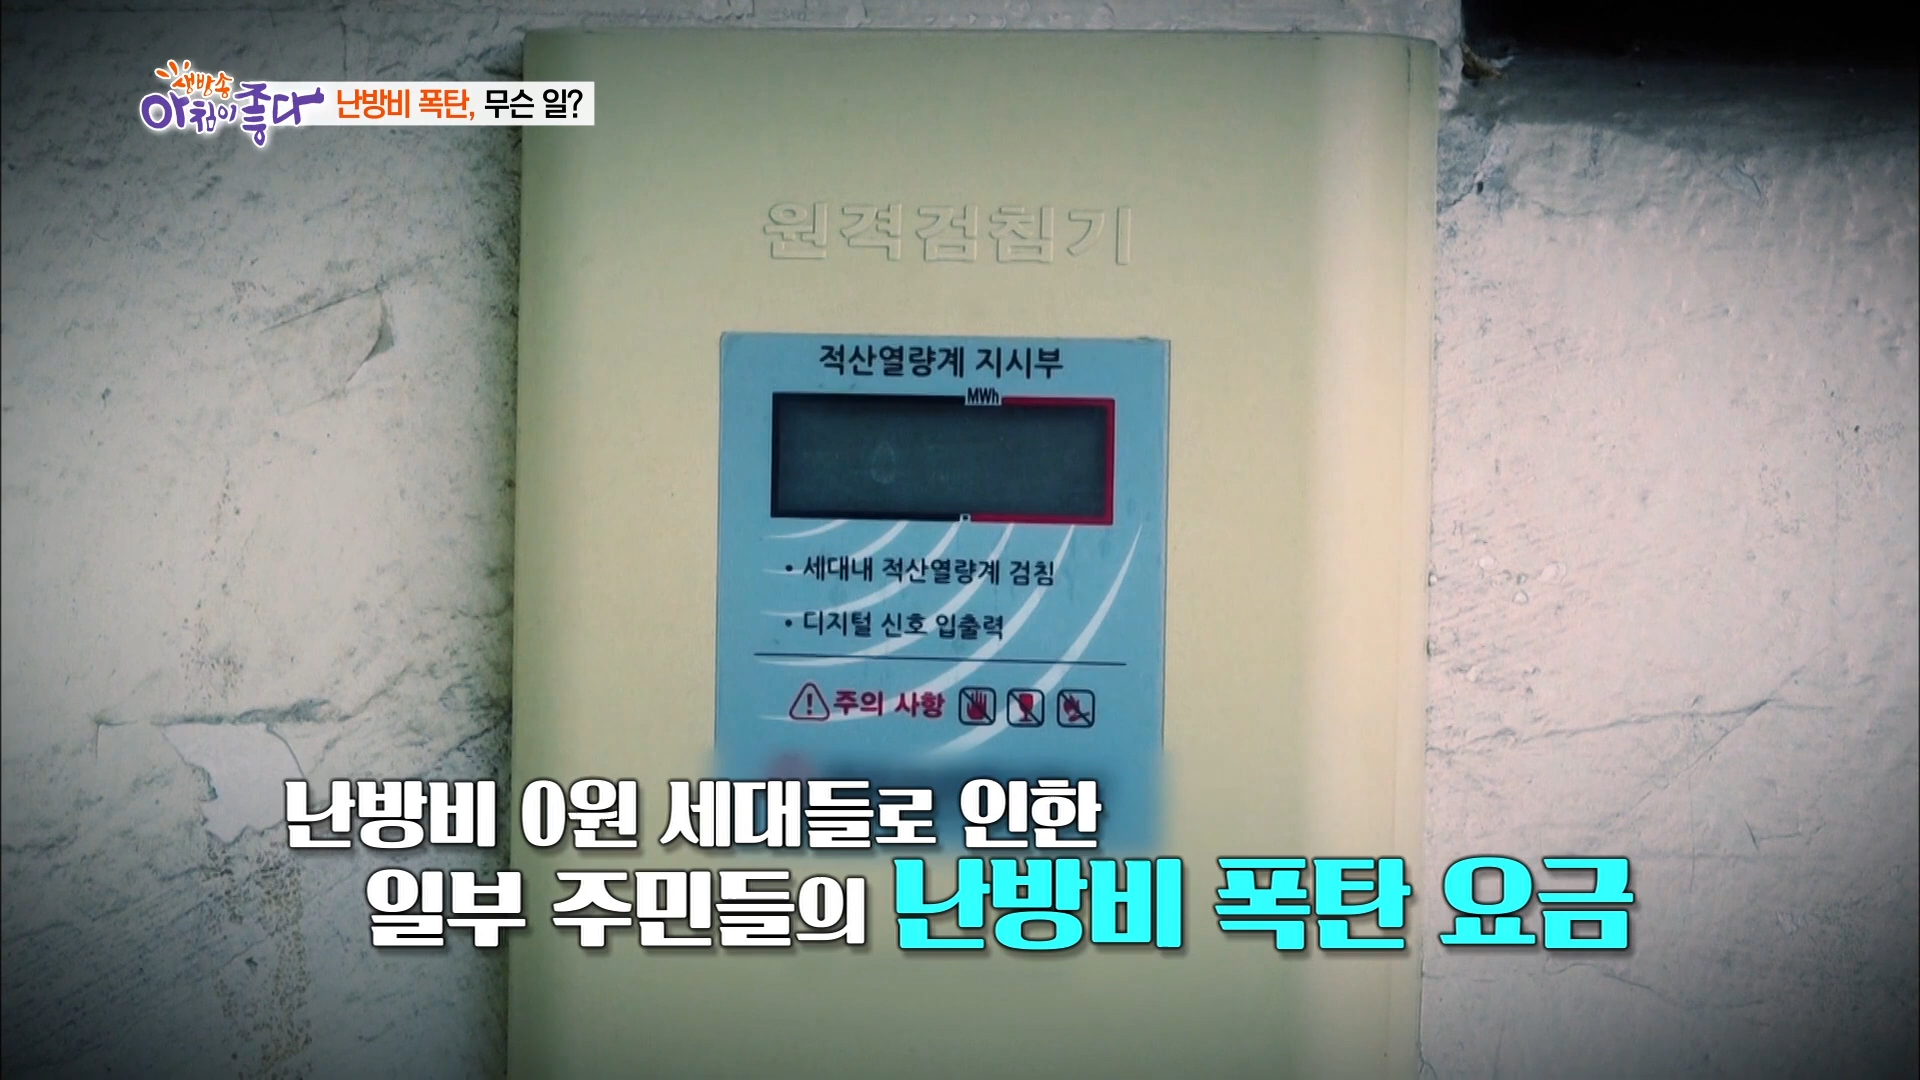 생방송
아침이좋다
난방비 폭탄, 무슨 일?
원격검침기
적산열량계 지시부
MWh
• 세대내 적산열량계 검침
• 디지털 신호 입출력
주의 사항
난방비 0원 세대들로 인한
일부 주민들의 난방비 폭탄 요금